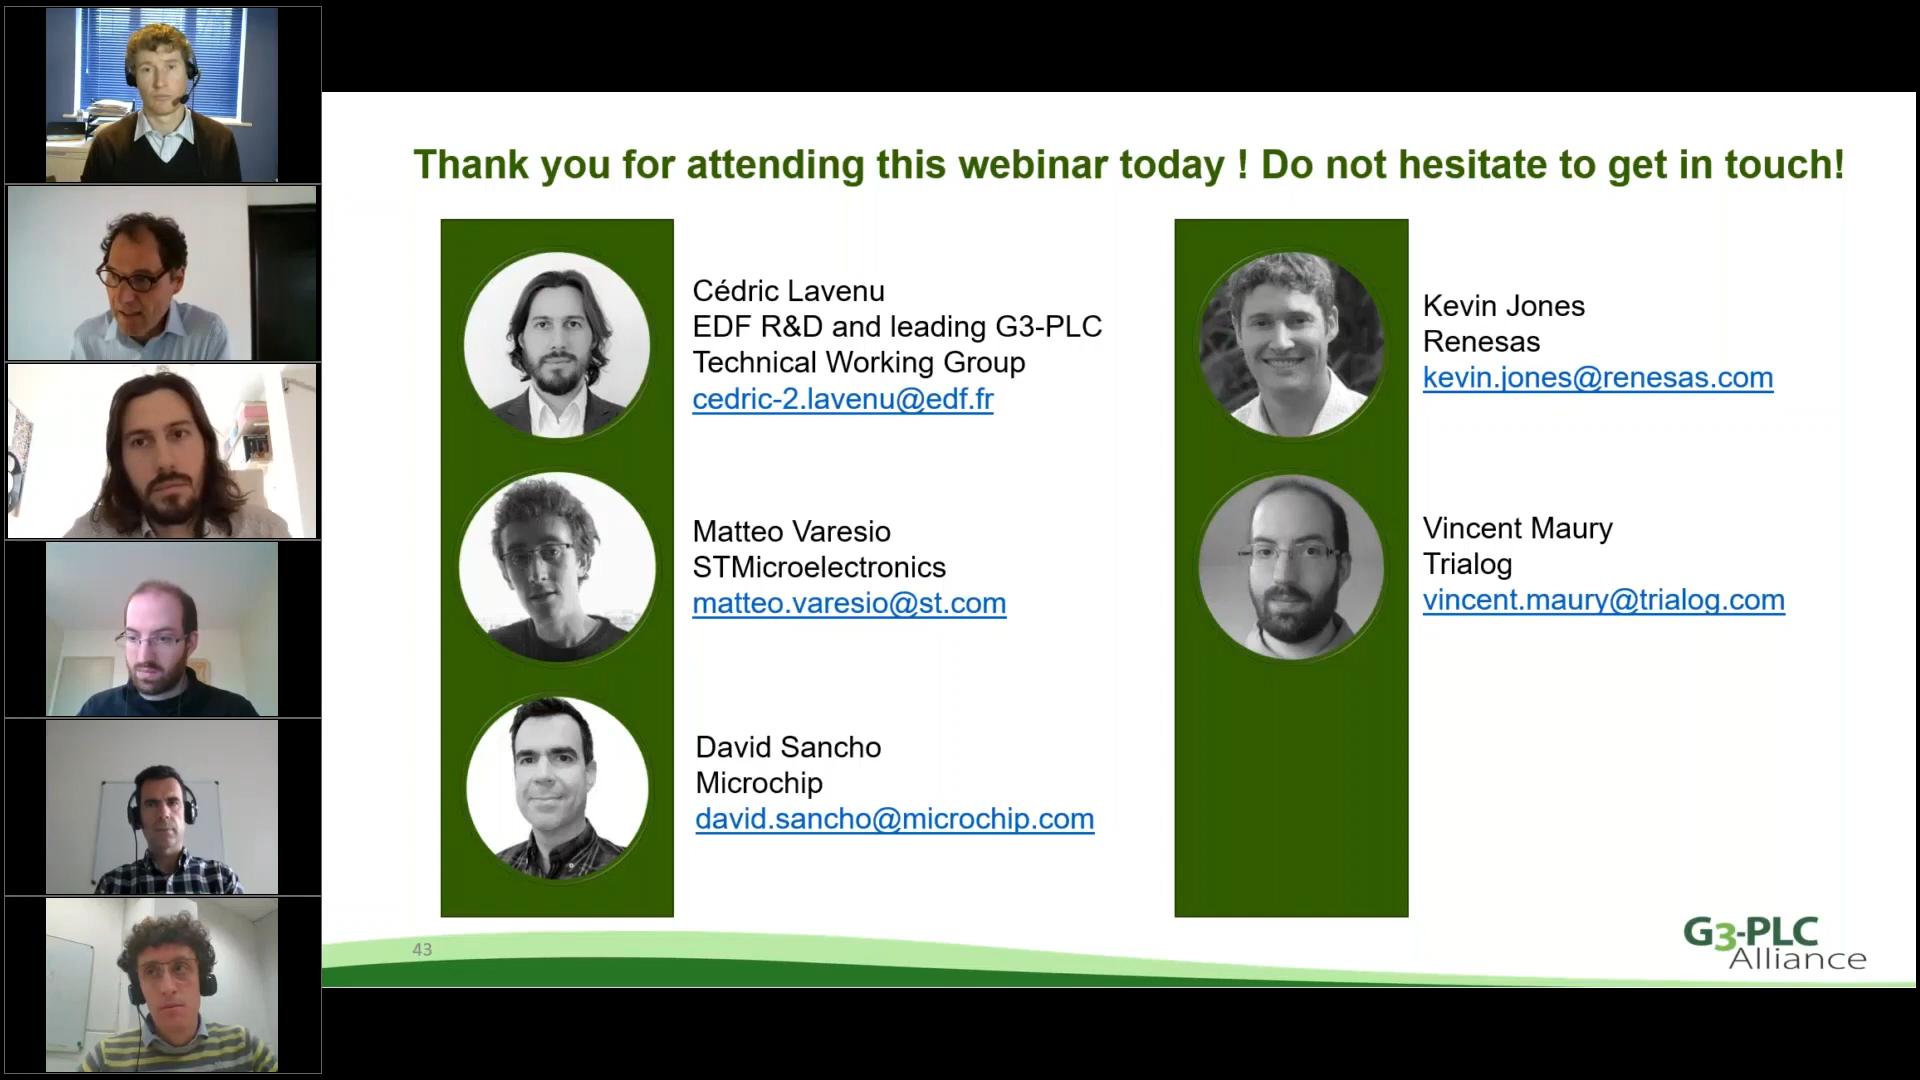 Thank you for attending this webinar today ! Do not hesitate to get in touch!
Cédric Lavenu
EDF R&D and leading G3-PLC
Technical Working Group
cedric-2.lavenu@edf.fr
Matteo Varesio
STMicroelectronics
matteo.varesio@st.com
David Sancho
Microchip
david.sancho@microchip.com
Kevin Jones
Renesas
kevin.jones@renesas.com
Vincent Maury
Trialog
vincent.maury@trialog.com
43
G3-PLC
Alliance